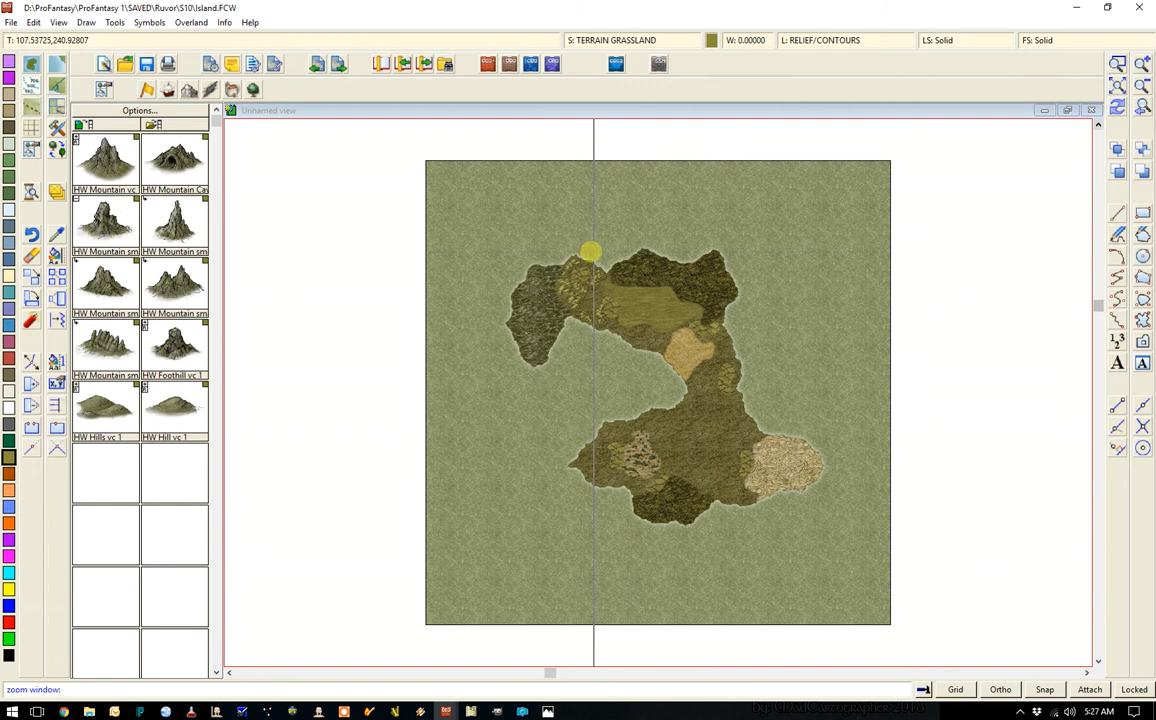 D:\ProFantasy\ProFantasy 1\SAVED\Ruvor\S10\Island.FCW
File Edit View Draw Tools Symbols Overland Info Help
T: 107.53725,240.92807 S: TERRAIN GRASSLAND W: 0.00000 L: RELIEF/CONTOURS LS: Solid FS: Solid
Options... Unnamed view
HW Mountain vc HW Mountain Ca
HW Mountain sm HW Mountain sm
HW Mountain sm HW Mountain sm
HW Mountain sm HW Foothill vc 1
HW Hills vc 1 HW Hill vc 1
zoom window: Grid Ortho Snap Attach Locked
5:27 AM